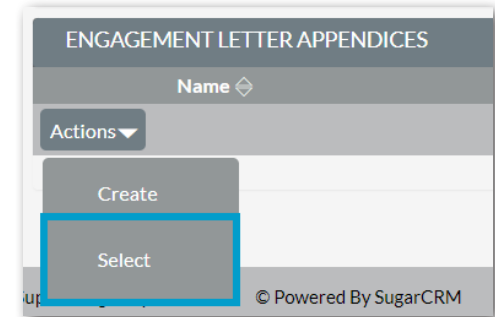 ENGAGEMENT LETTER APPENDICES
Name
Actions
Create
Select
© Powered By SugarCRM